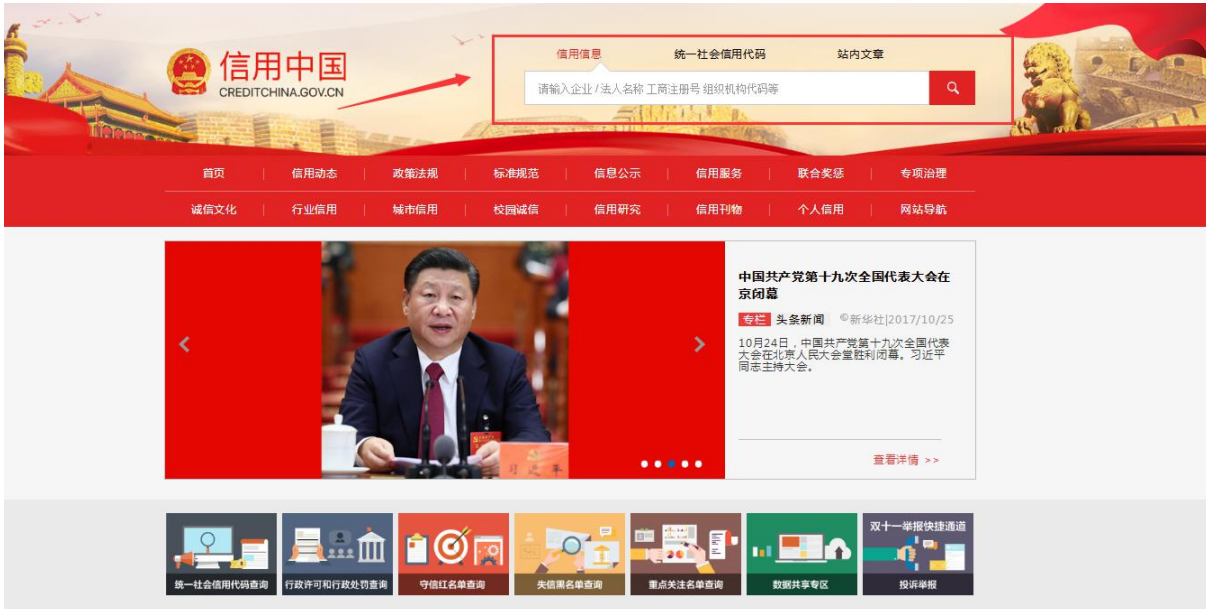 信用中国
CREDITCHINA.GOV.CN
信用信息 统一社会信用代码 站内文章
请输入企业/法人名称 工商注册号 组织机构代码等
首页 | 信用动态 | 政策法规 | 标准规范 | 信息公示 | 信用服务 | 联合奖惩 | 专项治理
诚信文化 | 行业信用 | 城市信用 | 校园诚信 | 信用研究 | 信用刊物 | 个人信用 | 网站导航
习近平
中国共产党第十九次全国代表大会在
京闭幕
专栏 头条新闻 ©新华社|2017/10/25
10月24日，中国共产党第十九次全国代表
大会在北京人民大会堂胜利闭幕。习近平
同志主持大会。
查看详情 >>
双十一举报快捷通道
统一社会信用代码查询 行政许可和行政处罚查询 守信红名单查询 失信黑名单查询 重点关注名单查询 数据共享专区 投诉举报